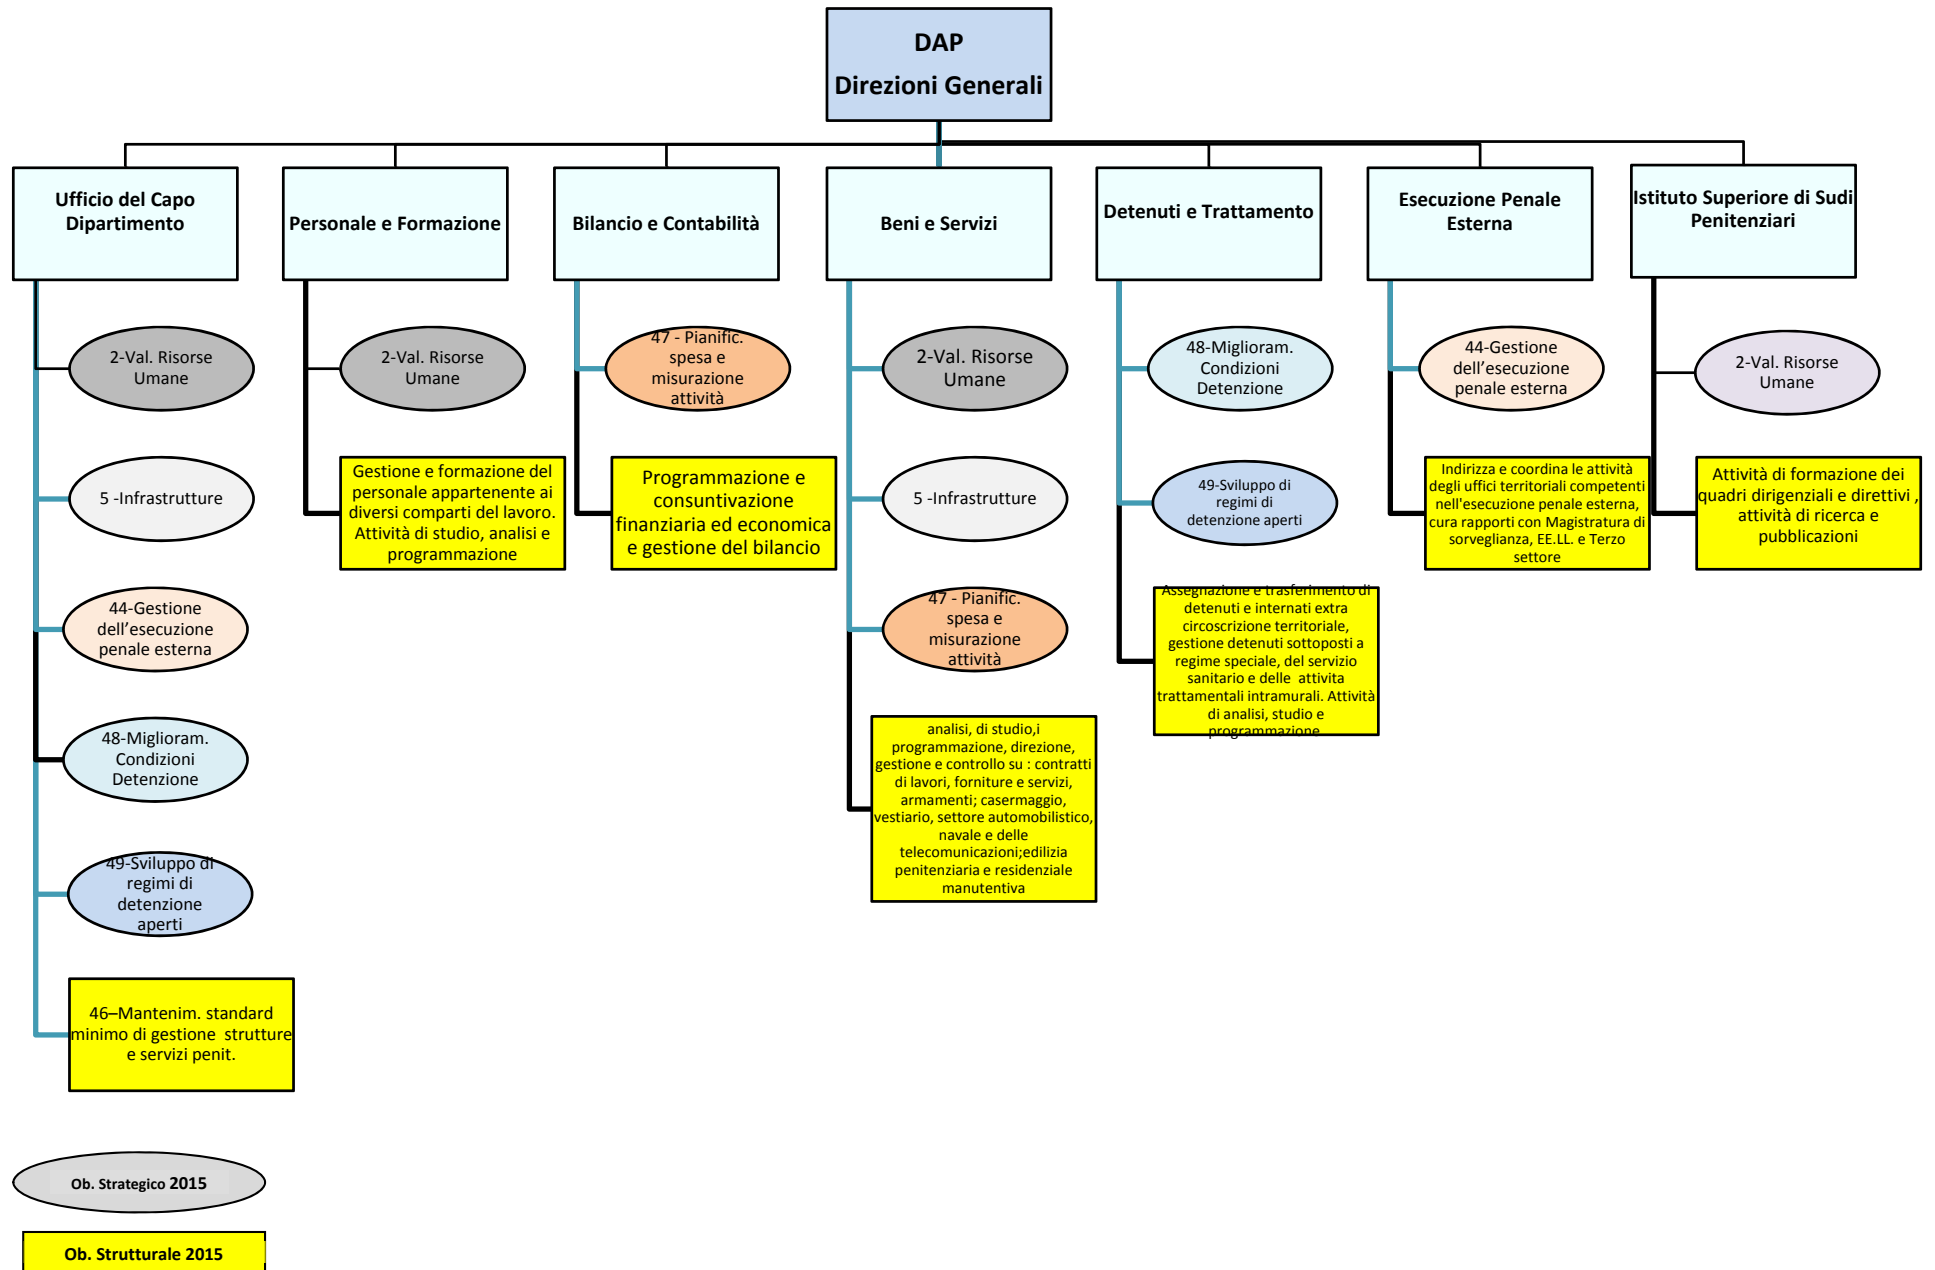 DAP
Direzioni Generali
Ufficio del Capo
Dipartimento
Personale e Formazione
Bilancio e Contabilità
Beni e Servizi
Detenuti e Trattamento
Esecuzione Penale
Esterna
Istituto Superiore di Sudi
Penitenziari
2-Val. Risorse
Umane
5 -Infrastrutture
44-Gestione
dell'esecuzione
penale esterna
48-Miglioram.
Condizioni
Detenzione
49-Sviluppo di
regimi di
detenzione
aperti
46–Mantenim. standard
minimo di gestione  strutture
e servizi penit.
2-Val. Risorse
Umane
Gestione e formazione del
personale appartenente ai
diversi comparti del lavoro.
Attività di studio, analisi e
programmazione
47 - Pianific.
spesa e
misurazione
attività
Programmazione e
consuntivazione
finanziaria ed economica
e gestione del bilancio
2-Val. Risorse
Umane
5 -Infrastrutture
47 - Pianific.
spesa e
misurazione
attività
analisi, di studio,i
programmazione, direzione,
gestione e controllo su : contratti
di lavori, forniture e servizi,
armamenti; casermaggio,
vestiario, settore automobilistico,
navale e delle
telecomunicazioni;edilizia
penitenziaria e residenziale
manutentiva
48-Miglioram.
Condizioni
Detenzione
49-Sviluppo di
regimi di
detenzione aperti
Assegnazione e trasferimento di
detenuti e internati extra
circoscrizione territoriale,
gestione detenuti sottoposti a
regime speciale, del servizio
sanitario e delle  attivita
trattamentali intramurali. Attività
di analisi, studio e
programmazione
44-Gestione
dell'esecuzione
penale esterna
Indirizza e coordina le attività
degli uffici territoriali competenti
nell'esecuzione penale esterna,
cura rapporti con Magistratura di
sorveglianza, EE.LL. e Terzo
settore
2-Val. Risorse
Umane
Attività di formazione dei
quadri dirigenziali e direttivi ,
attività di ricerca e
pubblicazioni
Ob. Strategico 2015
Ob. Strutturale 2015